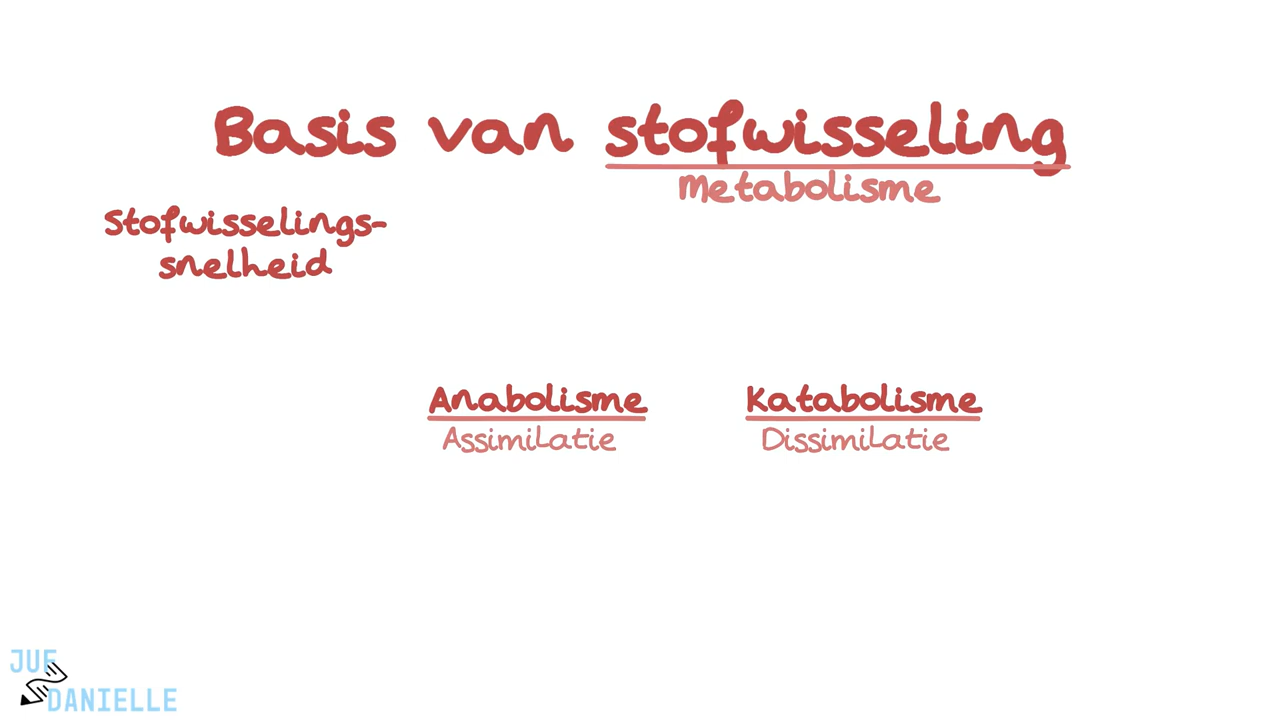 Basis van stofwisseling
Metabolisme
Stofwisselings-
snelheid
Anabolisme Katabolisme
Assimilatie Dissimilatie
JUF
DANIELLE